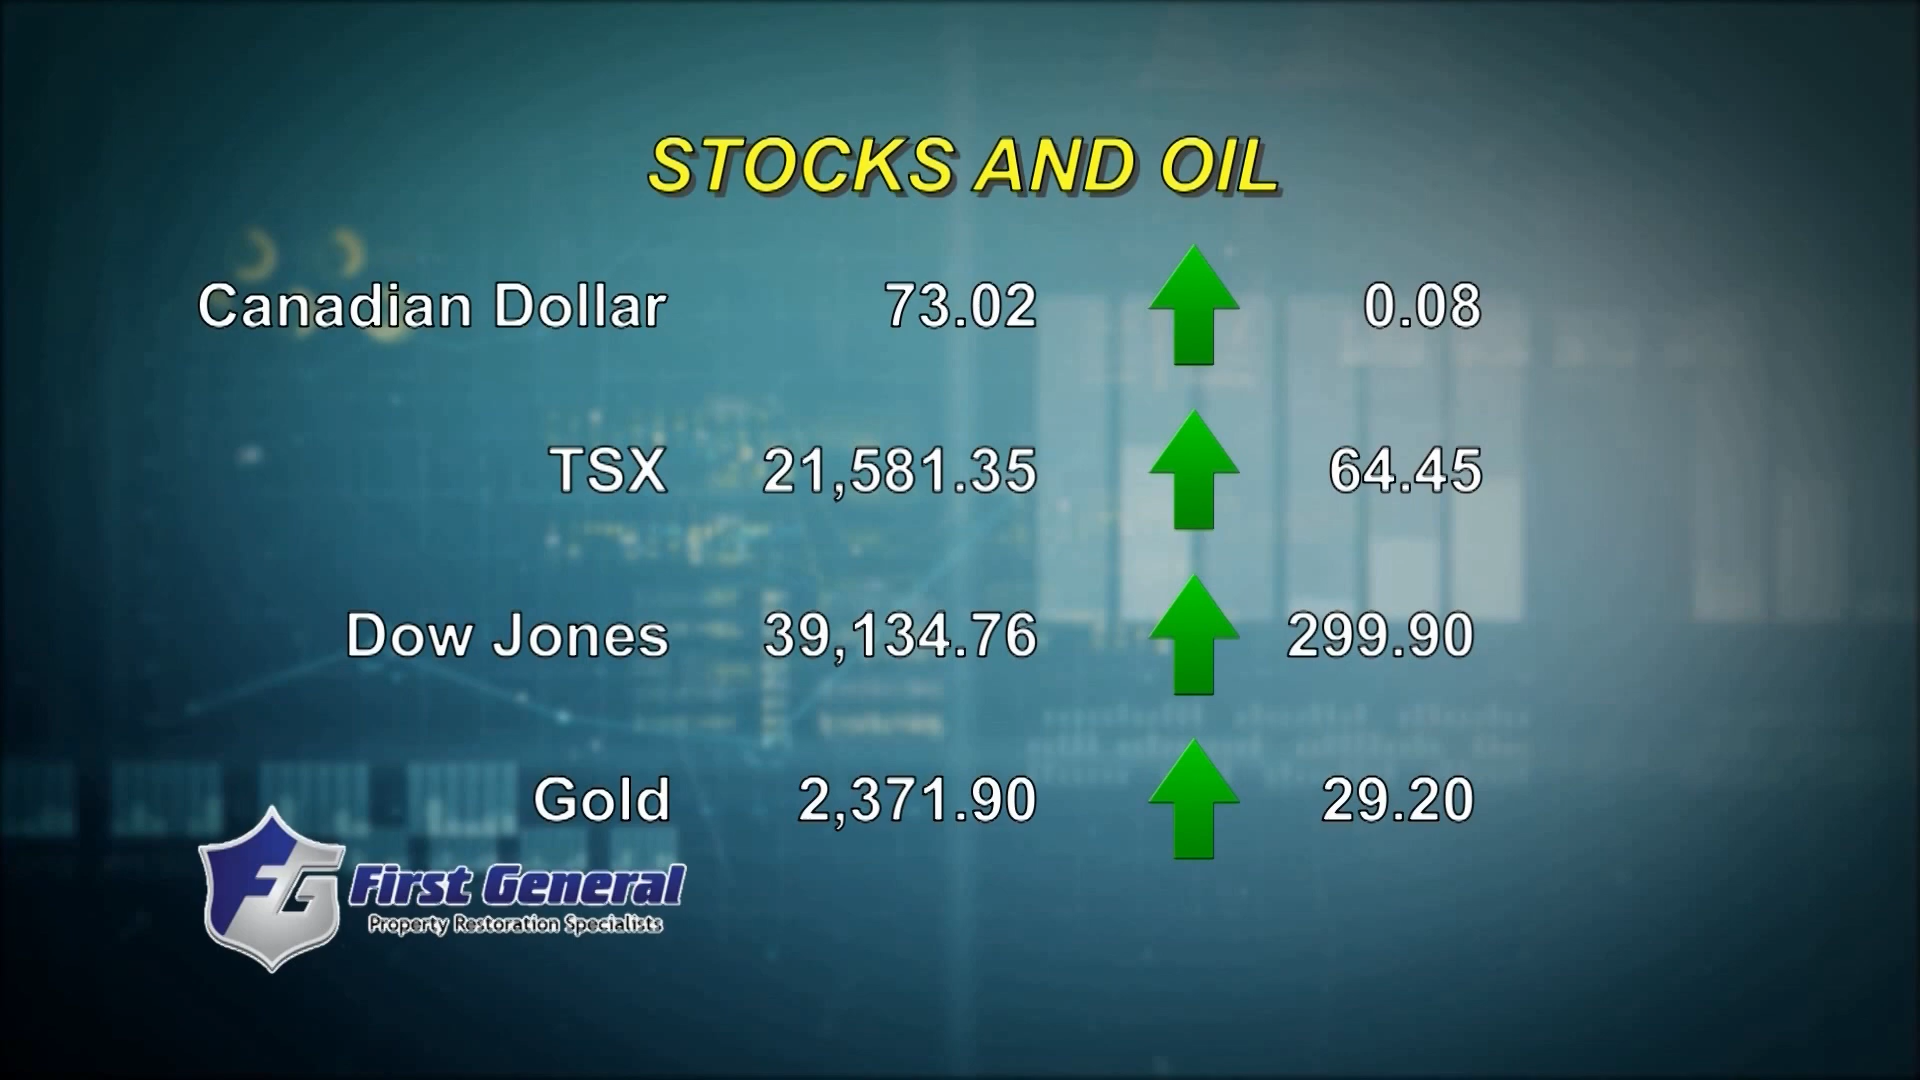 STOCKS AND OIL
Canadian Dollar 73.02 0.08
TSX 21,581.35 64.45
Dow Jones 39,134.76 299.90
Gold 2,371.90 29.20
FG First General
Property Restoration Specialists